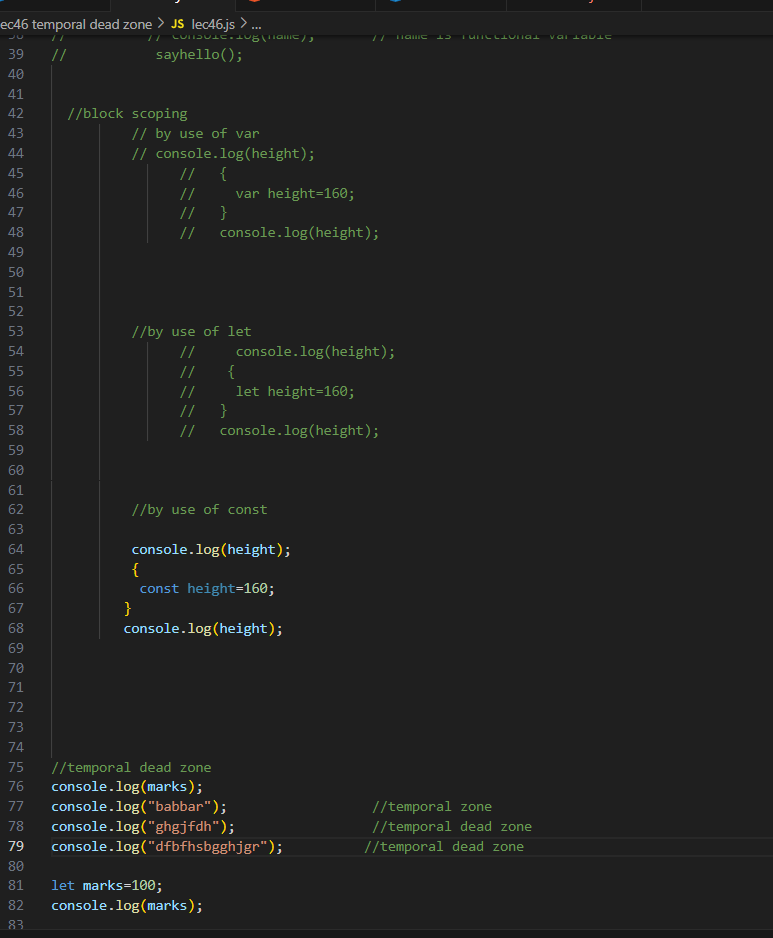 ec46 temporal dead zone > JS lec46.js > ...
38 // // console.log(name); // name is functional variable
39 // sayhello();
40
41
42 //block scoping
43 // by use of var
44 // console.log(height);
45 // {
46 // var height=160;
47 // }
48 // console.log(height);
49
50
51
52
53 //by use of let
54 // console.log(height);
55 // {
56 // let height=160;
57 // }
58 // console.log(height);
59
60
61
62 //by use of const
63
64 console.log(height);
65 {
66 const height=160;
67 }
68 console.log(height);
69
70
71
72
73
74
75 //temporal dead zone
76 console.log(marks);
77 console.log("babbar"); //temporal zone
78 console.log("ghgjfdh"); //temporal dead zone
79 console.log("dfbfhsbgghjgr"); //temporal dead zone
80
81 let marks=100;
82 console.log(marks);
83